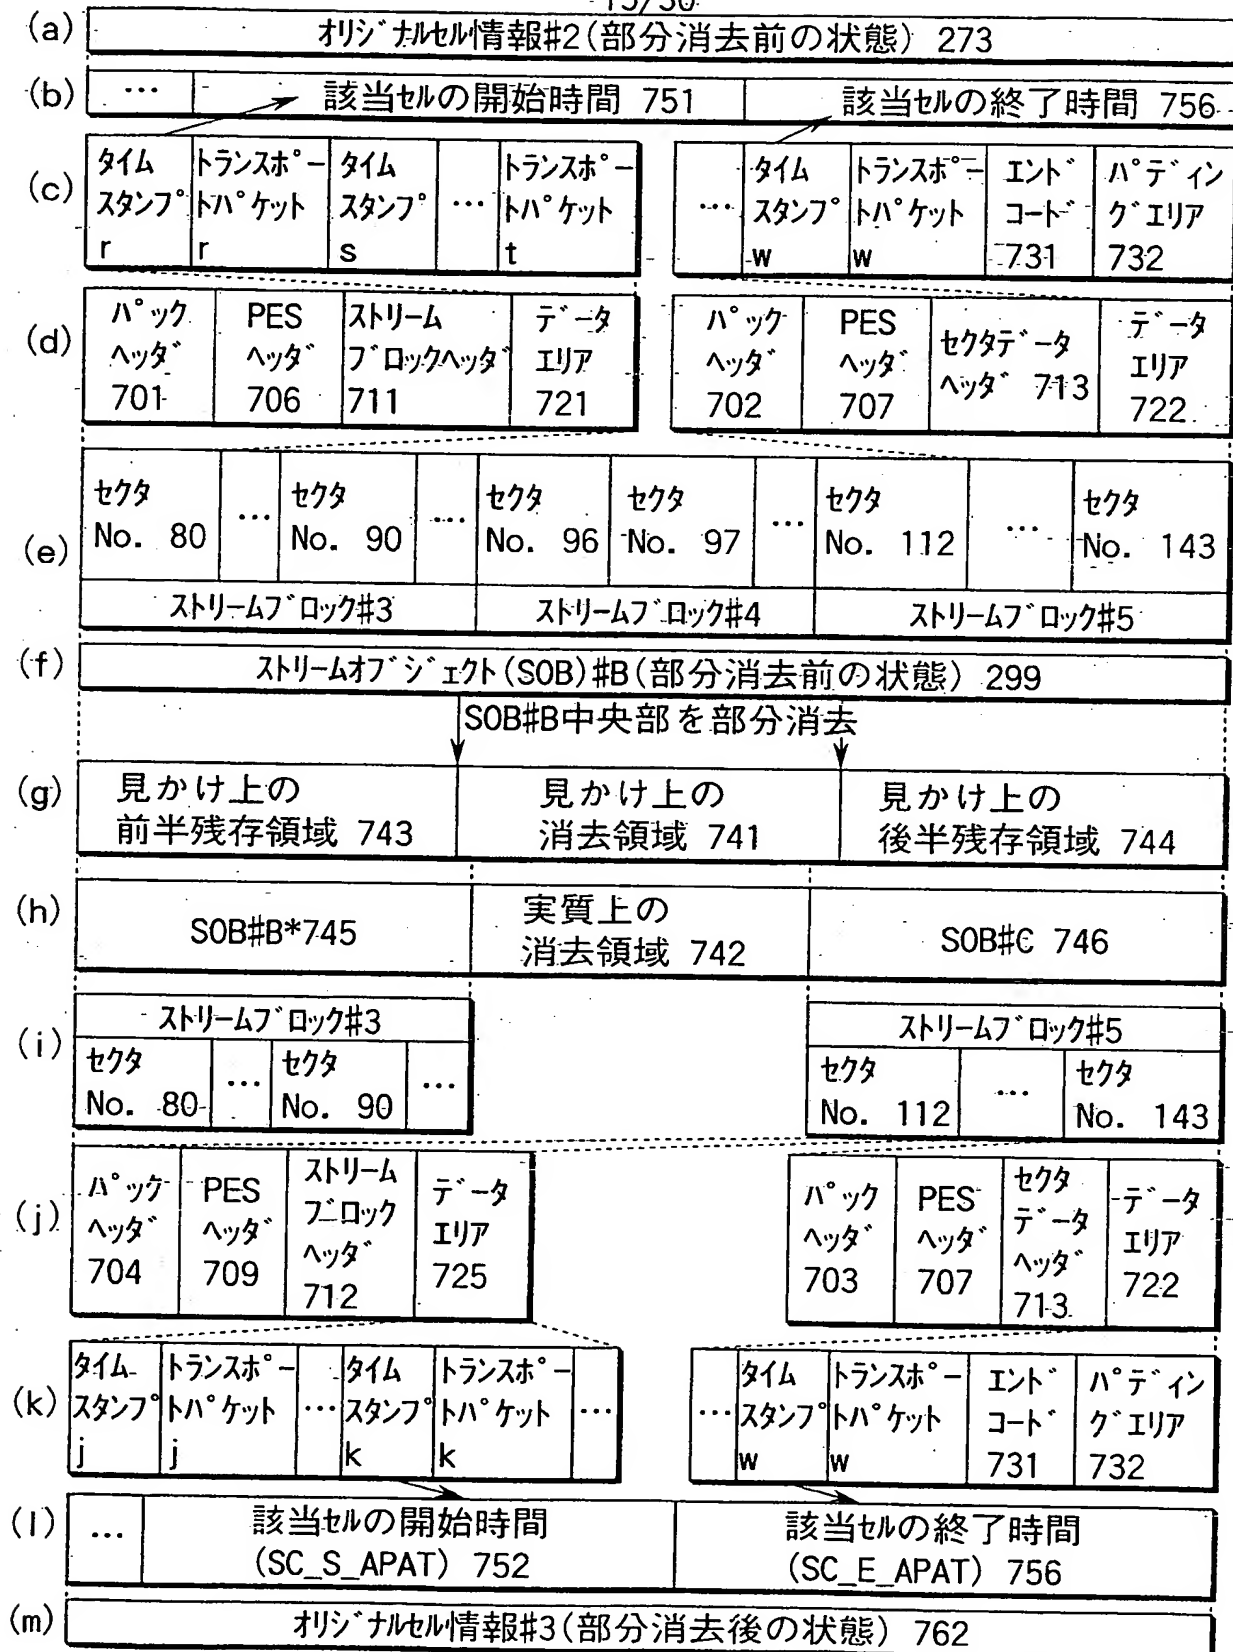 15/30
(a) オリジナルセル情報#2(部分消去前の状態) 273
(b) … 該当セルの開始時間 751 該当セルの終了時間 756
(c) タイムスタンプ r トランスポートパケット r タイムスタンプ s … トランスポートパケット t … タイムスタンプ w トランスポートパケット w エンドコード 731 パディングエリア 732
(d) パックヘッダ 701 PESヘッダ 706 ストリームブロックヘッダ 711 データエリア 721 パックヘッダ 702 PESヘッダ 707 セクタデータヘッダ 713 データエリア 722
(e) セクタ No. 80 … セクタ No. 90 … セクタ No. 96 セクタ No. 97 … セクタ No. 112 … セクタ No. 143
ストリームブロック#3 ストリームブロック#4 ストリームブロック#5
(f) ストリームオブジェクト(SOB)#B(部分消去前の状態) 299
SOB#B中央部を部分消去
(g) 見かけ上の前半残存領域 743 見かけ上の消去領域 741 見かけ上の後半残存領域 744
(h) SOB#B*745 実質上の消去領域 742 SOB#C 746
(i) ストリームブロック#3 ストリームブロック#5
セクタ No. 80 … セクタ No. 90 … セクタ No. 112 … セクタ No. 143
(j) パックヘッダ 704 PESヘッダ 709 ストリームブロックヘッダ 712 データエリア 725 パックヘッダ 703 PESヘッダ 707 セクタデータヘッダ 713 データエリア 722
(k) タイムスタンプ j トランスポートパケット j … タイムスタンプ k トランスポートパケット k … … タイムスタンプ w トランスポートパケット w エンドコード 731 パディングエリア 732
(l) … 該当セルの開始時間 (SC_S_APAT) 752 該当セルの終了時間 (SC_E_APAT) 756
(m) オリジナルセル情報#3(部分消去後の状態) 762